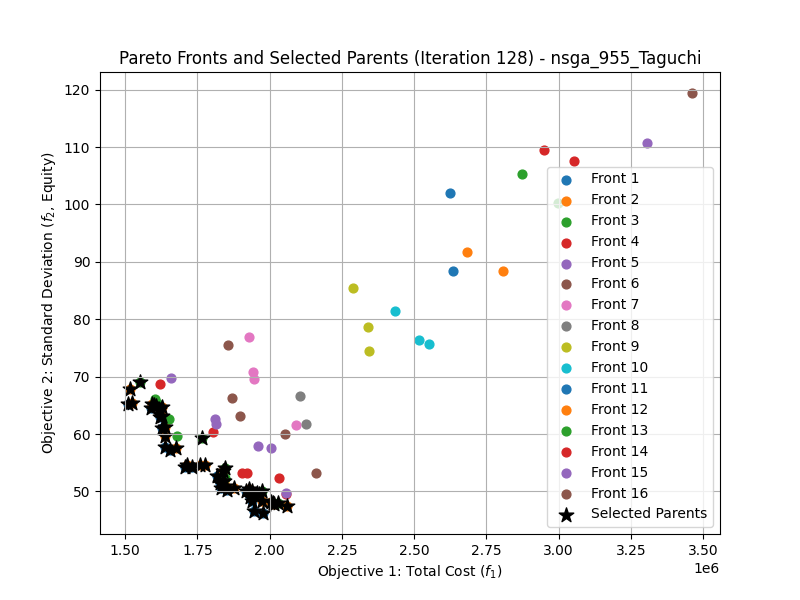 Pareto Fronts and Selected Parents (Iteration 128) - nsga_955_Taguchi
Objective 2: Standard Deviation (f₂, Equity)
120
110
100
90
80
70
60
50
Front 1
Front 2
Front 3
Front 4
Front 5
Front 6
Front 7
Front 8
Front 9
Front 10
Front 11
Front 12
Front 13
Front 14
Front 15
Front 16
Selected Parents
1.50 1.75 2.00 2.25 2.50 2.75 3.00 3.25 3.50
1e6
Objective 1: Total Cost (f₁)